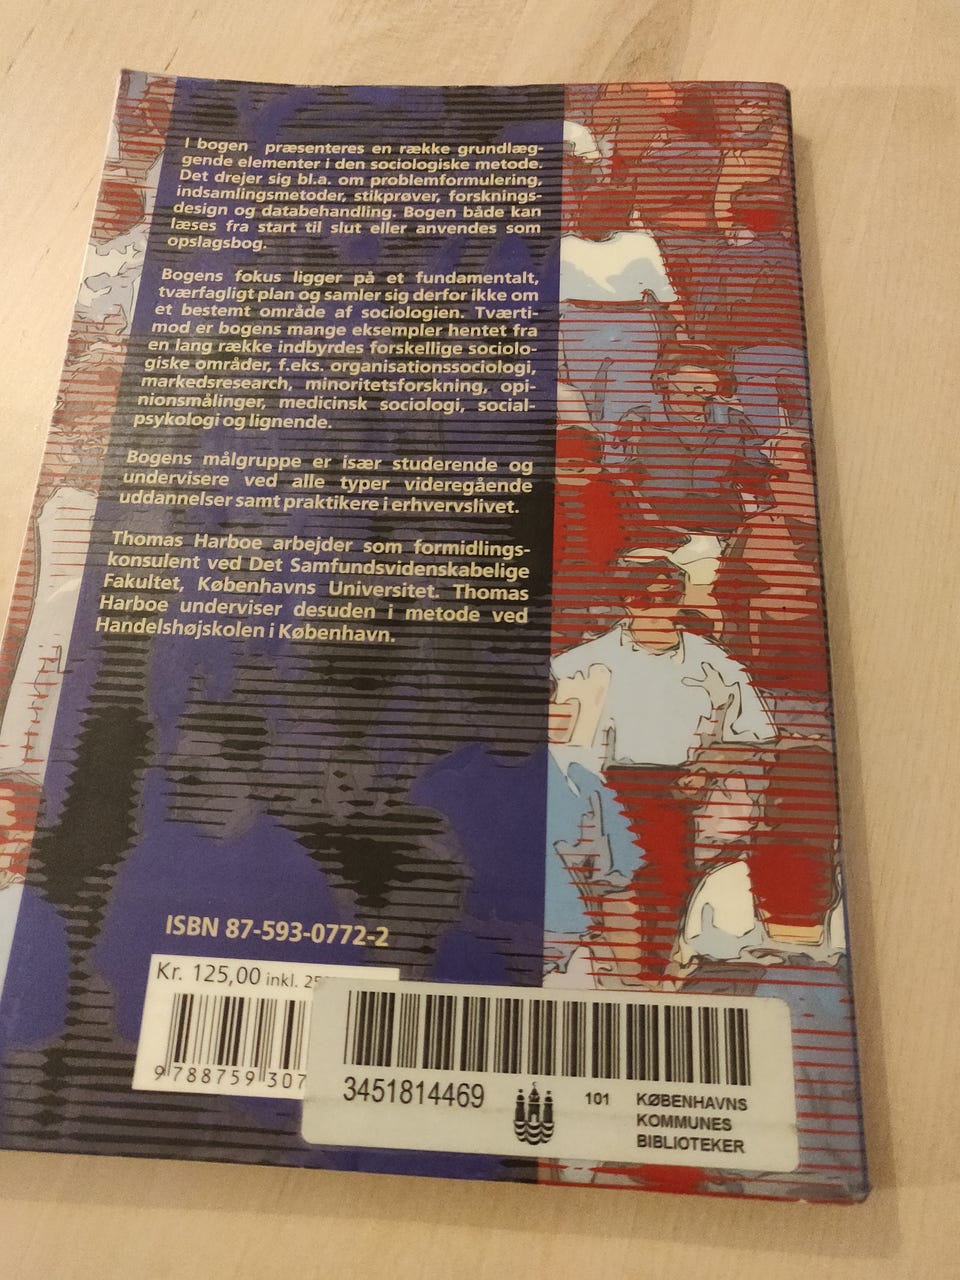 I bogen præsenteres en række grundlæg-
gende elementer i den sociologiske metode.
Det drejer sig bl.a. om problemformulering,
indsamlingsmetoder, stikprøver, forsknings-
design og databehandling. Bogen både kan
læses fra start til slut eller anvendes som
opslagsbog.
Bogens fokus ligger på et fundamentalt,
tværfagligt plan og samler sig derfor ikke om
et bestemt område af sociologien. Tværti-
mod er bogens mange eksempler hentet fra
en lang række indbyrdes forskellige sociolo-
giske områder, f.eks. organisationssociologi,
markedsresearch, minoritetsforskning, opi-
nionsmålinger, medicinsk sociologi, social-
psykologi og lignende.
Bogens målgruppe er især studerende og
undervisere ved alle typer videregående
uddannelser samt praktikere i erhvervslivet.
Thomas Harboe arbejder som formidlings-
konsulent ved Det Samfundsvidenskabelige
Fakultet, Københavns Universitet. Thomas
Harboe underviser desuden i metode ved
Handelshøjskolen i København.
ISBN 87-593-0772-2
Kr. 125,00 inkl. 25
9 788759 307
3451814469
101
KØBENHAVNS
KOMMUNES
BIBLIOTEKER